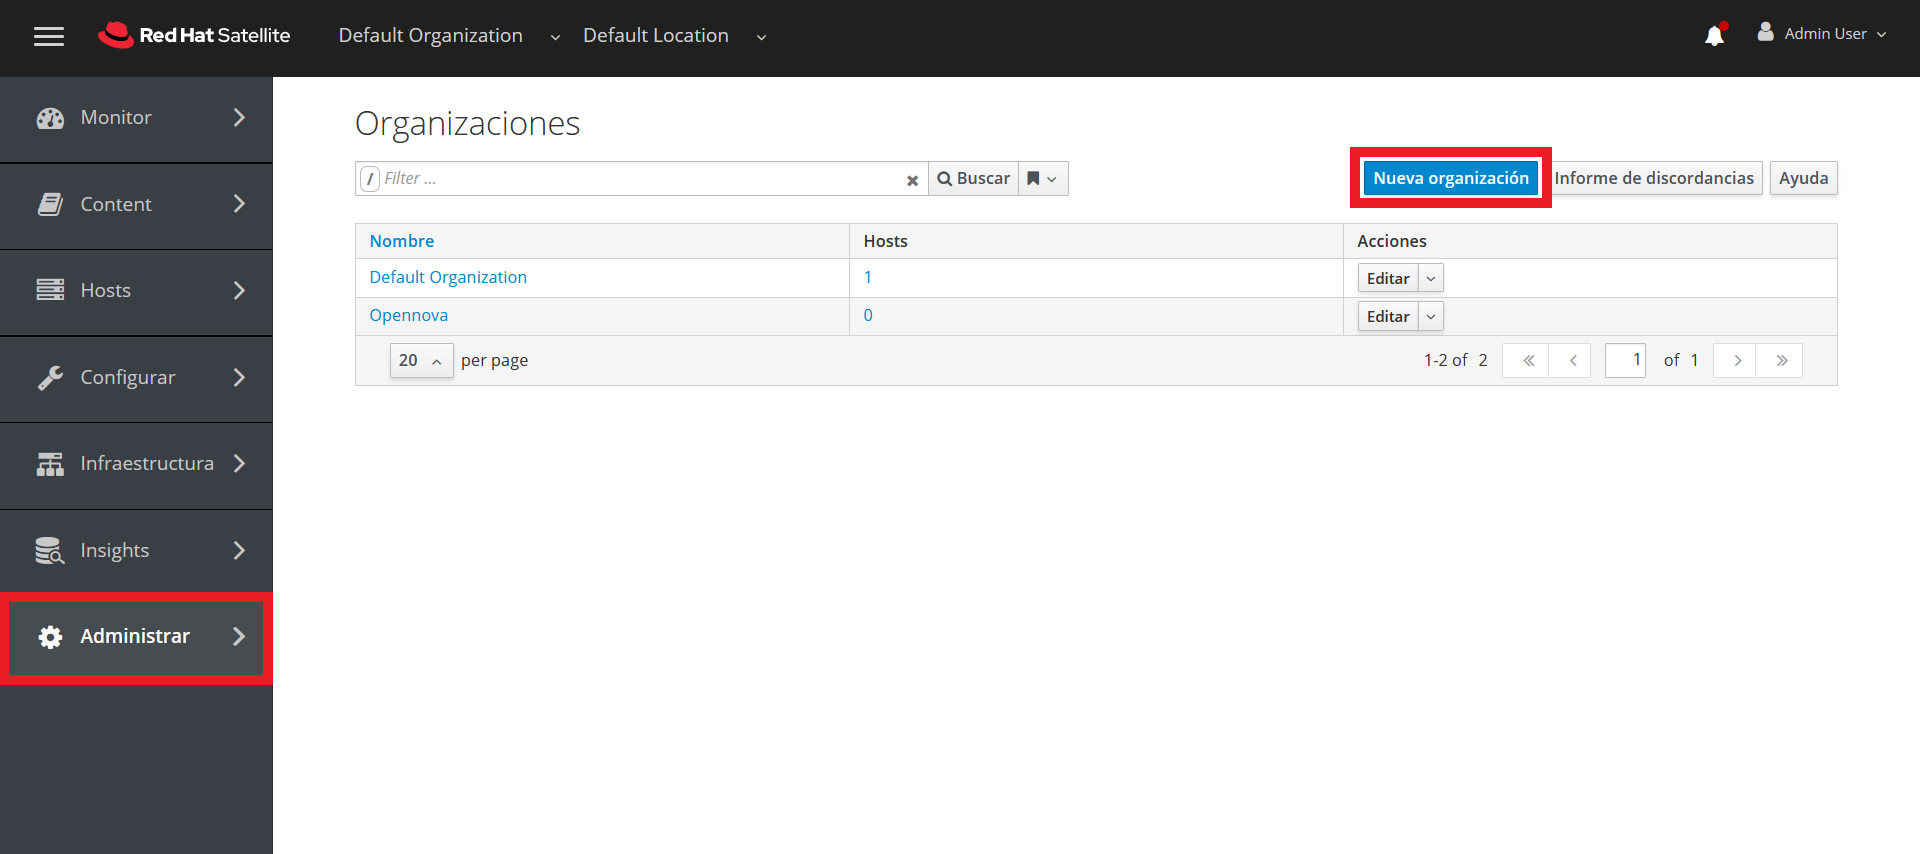 Red Hat Satellite Default Organization Default Location Admin User
Monitor
Content
Hosts
Configurar
Infraestructura
Insights
Administrar
Organizaciones
/ Filter ... Buscar Nueva organización Informe de discordancias Ayuda
Nombre Hosts Acciones
Default Organization 1 Editar
Opennova 0 Editar
20 per page 1-2 of 2 « < 1 of 1 > »